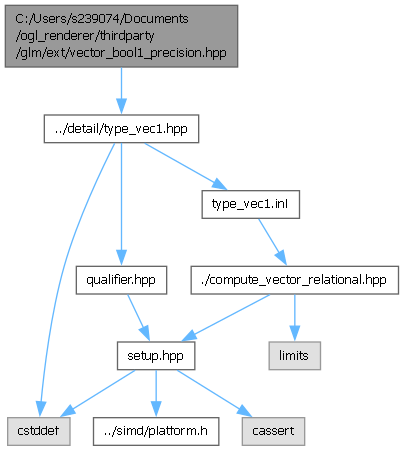 C:/Users/s239074/Documents
/ogl_renderer/thirdparty
/glm/ext/vector_bool1_precision.hpp
../detail/type_vec1.hpp
type_vec1.inl
qualifier.hpp
./compute_vector_relational.hpp
setup.hpp
limits
cstddef
../simd/platform.h
cassert